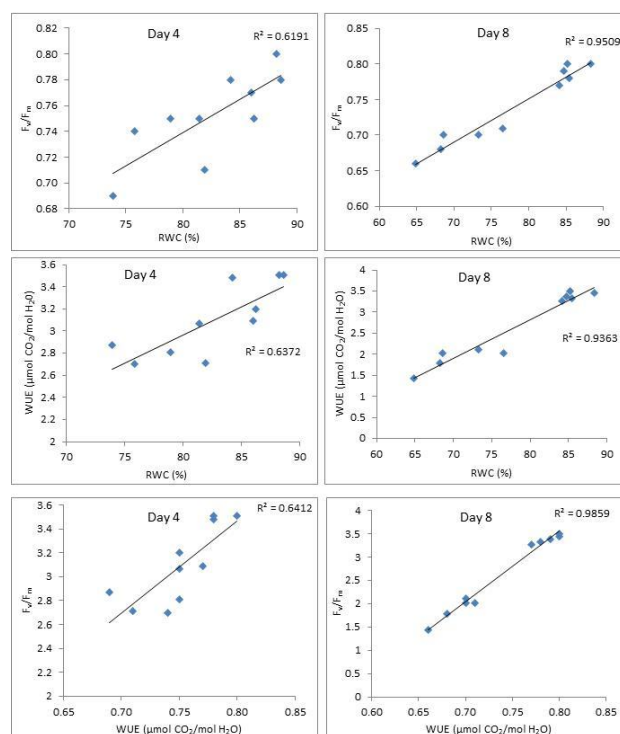 Day 4
R² = 0.6191
0.82
0.80
0.78
0.76
0.74
0.72
0.70
0.68
Fv/Fm
70 75 80 85 90
RWC (%)
Day 8
R² = 0.9509
0.85
0.80
0.75
0.70
0.65
0.60
Fv/Fm
60 65 70 75 80 85 90
RWC (%)
Day 4
R² = 0.6372
3.6
3.4
3.2
3
2.8
2.6
2.4
2.2
2
WUE (µmol CO₂/mol H₂0)
70 75 80 85 90
RWC (%)
Day 8
R² = 0.9363
4
3.5
3
2.5
2
1.5
1
0.5
0
WUE (µmol CO₂/mol H₂O)
60 65 70 75 80 85 90
RWC (%)
Day 4
R² = 0.6412
3.6
3.4
3.2
3
2.8
2.6
2.4
2.2
2
Fv/Fm
0.65 0.70 0.75 0.80 0.85
WUE (µmol CO₂/mol H₂O)
Day 8
R² = 0.9859
4
3.5
3
2.5
2
1.5
1
0.5
0
Fv/Fm
0.65 0.70 0.75 0.80 0.85
WUE (µmol CO₂/mol H₂O)